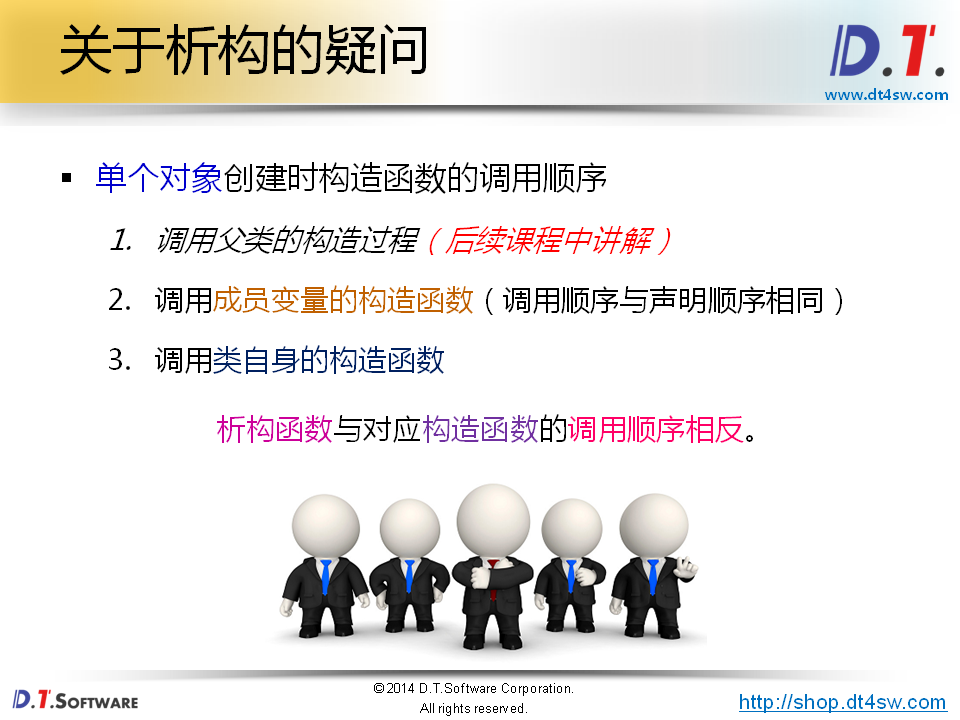 关于析构的疑问
D.T.
www.dt4sw.com
▪ 单个对象创建时构造函数的调用顺序
1. 调用父类的构造过程（后续课程中讲解）
2. 调用成员变量的构造函数（调用顺序与声明顺序相同）
3. 调用类自身的构造函数
析构函数与对应构造函数的调用顺序相反。
D.T.SOFTWARE
©2014 D.T.Software Corporation.
All rights reserved.
http://shop.dt4sw.com